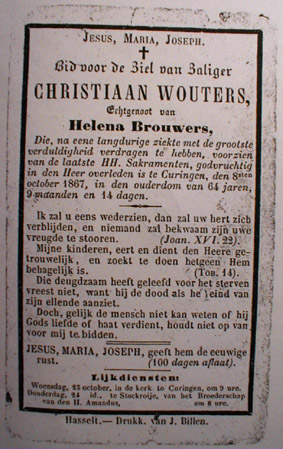 JESUS, MARIA, JOSEPH.
Bid voor de Ziel van Zaliger
CHRISTIAAN WOUTERS,
Echtgenoot van
Helena Brouwers,
Die, na eene langdurige ziekte met de grootste
verduldigheid verdragen te hebben, voorzien
van de laatste HH. Sakramenten, godvruchtig
in den Heer overleden is te Curingen, den 8sten
october 1867, in den ouderdom van 64 jaren,
9 maanden en 14 dagen.
Ik zal u eens wederzien, dan zal uw hert zich
verblijden, en niemand zal bekwaam zijn uwe
vreugde te stooren. (Joan. XVI. 22).
Mijne kinderen, eert en dient den Heere ge-
trouwelijk, en zoekt te doen hetgeen Hem
behagelijk is. (Tob. 14).
Die deugdzaam heeft geleefd voor het sterven
vreest niet, want hij de dood als he' eind van
zijn ellende aanziet.
Doch, gelijk de mensch niet kan weten of hij
Gods liefde of haat verdient, houdt niet op van
voor mij te bidden.
JESUS, MARIA, JOSEPH, geeft hem de eeuwige
rust. (100 dagen aflaat).
Lijkdiensten:
Woensdag, 23 october, in de kerk te Curingen, om 9 ure.
Donderdag, 24 id., te Stockroije, van het Broederschap
van den H. Amandus, om 8 ure.
Hasselt.— Drukk. van J. Billen.